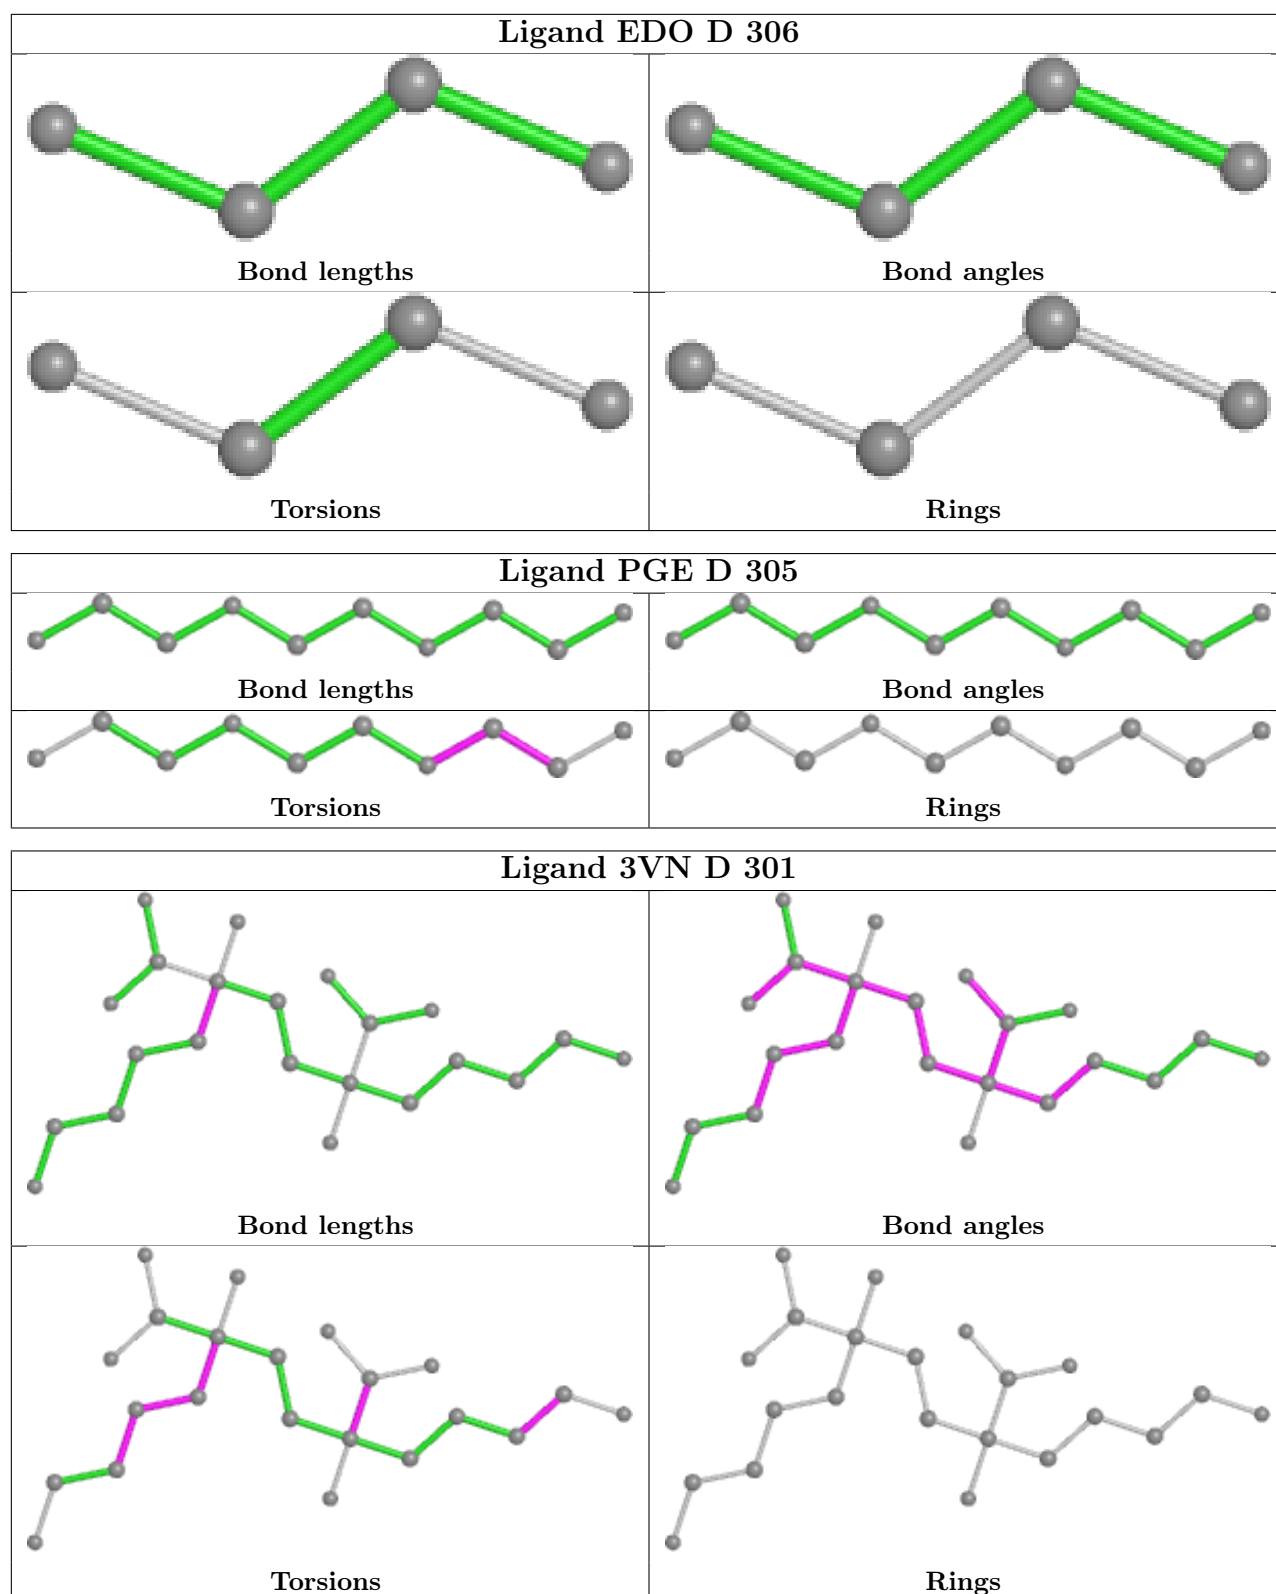 Ligand EDO D 306
Bond lengths
Bond angles
Torsions
Rings
Ligand PGE D 305
Bond lengths
Bond angles
Torsions
Rings
Ligand 3VN D 301
Bond lengths
Bond angles
Torsions
Rings